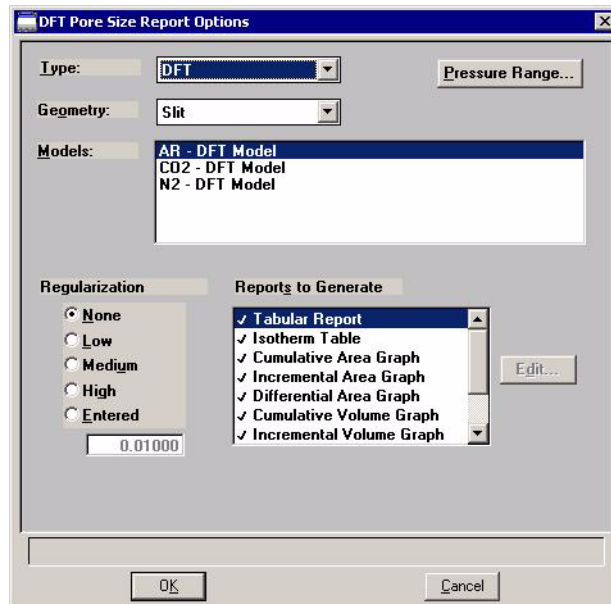 DFT Pore Size Report Options
Type:
DFT
Pressure Range...
Geometry:
Slit
Models:
AR - DFT Model
CO2 - DFT Model
N2 - DFT Model
Regularization
None
Low
Medium
High
Entered
0.01000
Reports to Generate
✓ Tabular Report
✓ Isotherm Table
✓ Cumulative Area Graph
✓ Incremental Area Graph
✓ Differential Area Graph
✓ Cumulative Volume Graph
✓ Incremental Volume Graph
Edit...
OK
Cancel